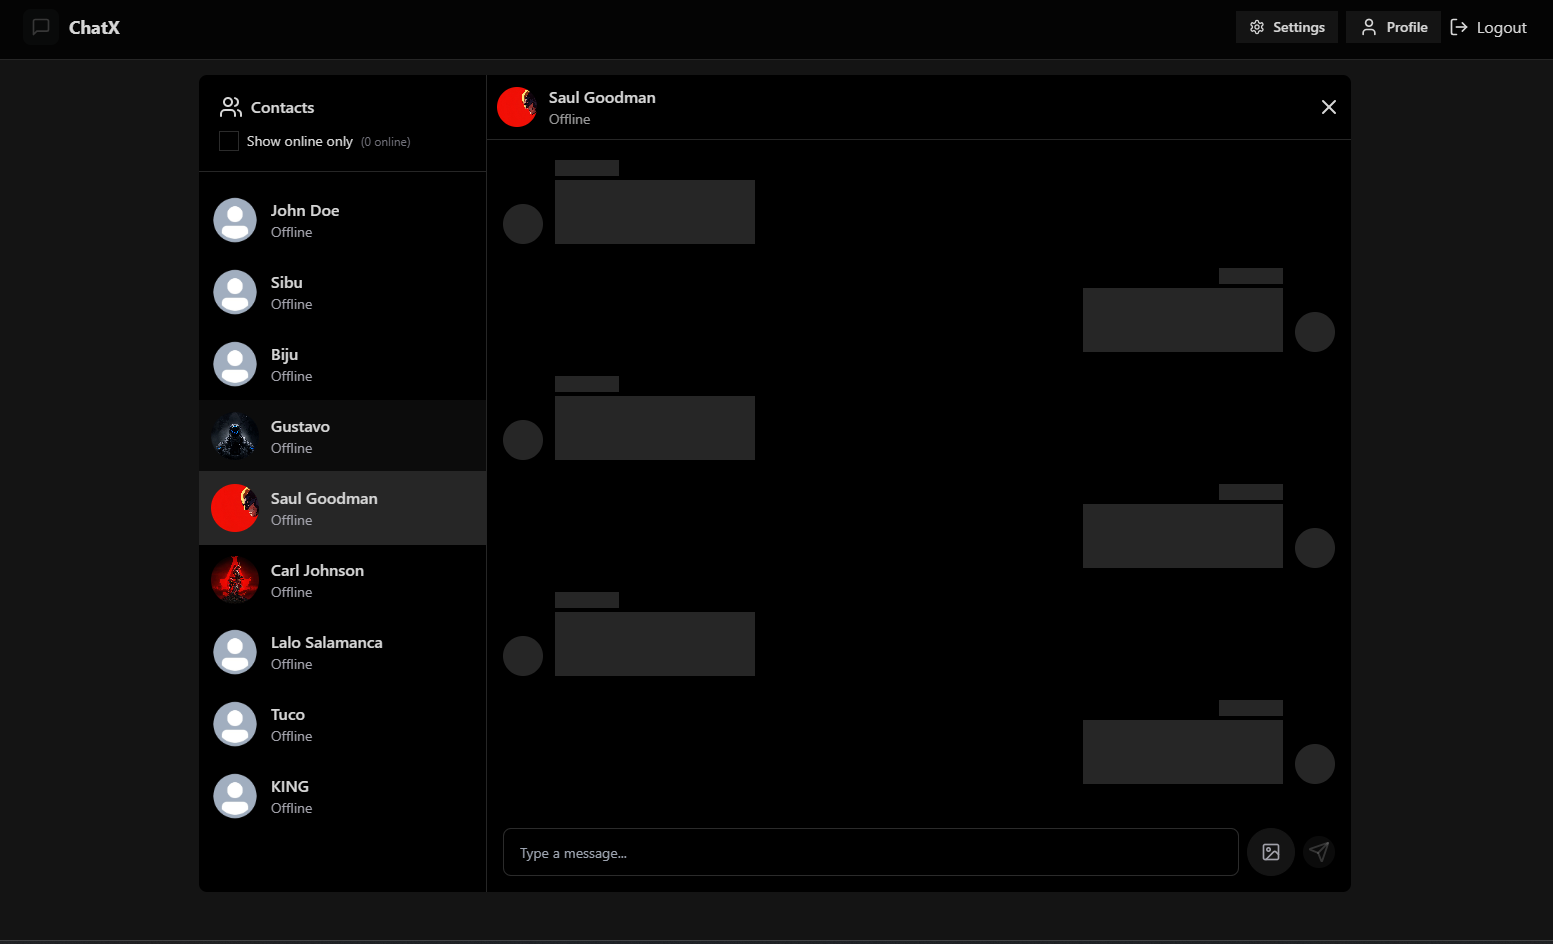 ChatX
Settings
Profile
Logout
Contacts
Show online only (0 online)
John Doe
Offline
Sibu
Offline
Biju
Offline
Gustavo
Offline
Saul Goodman
Offline
Carl Johnson
Offline
Lalo Salamanca
Offline
Tuco
Offline
KING
Offline
Saul Goodman
Offline
Type a message...